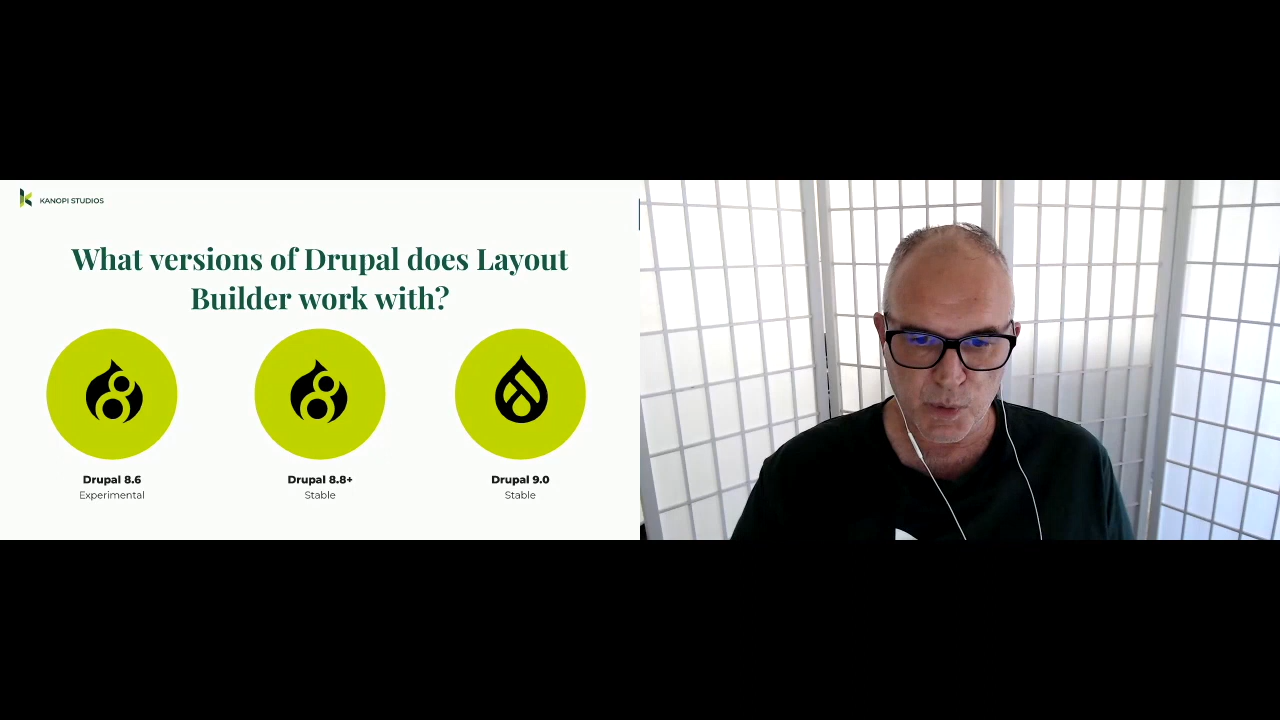 KANOPI STUDIOS
What versions of Drupal does Layout
Builder work with?
Drupal 8.6
Experimental
Drupal 8.8+
Stable
Drupal 9.0
Stable